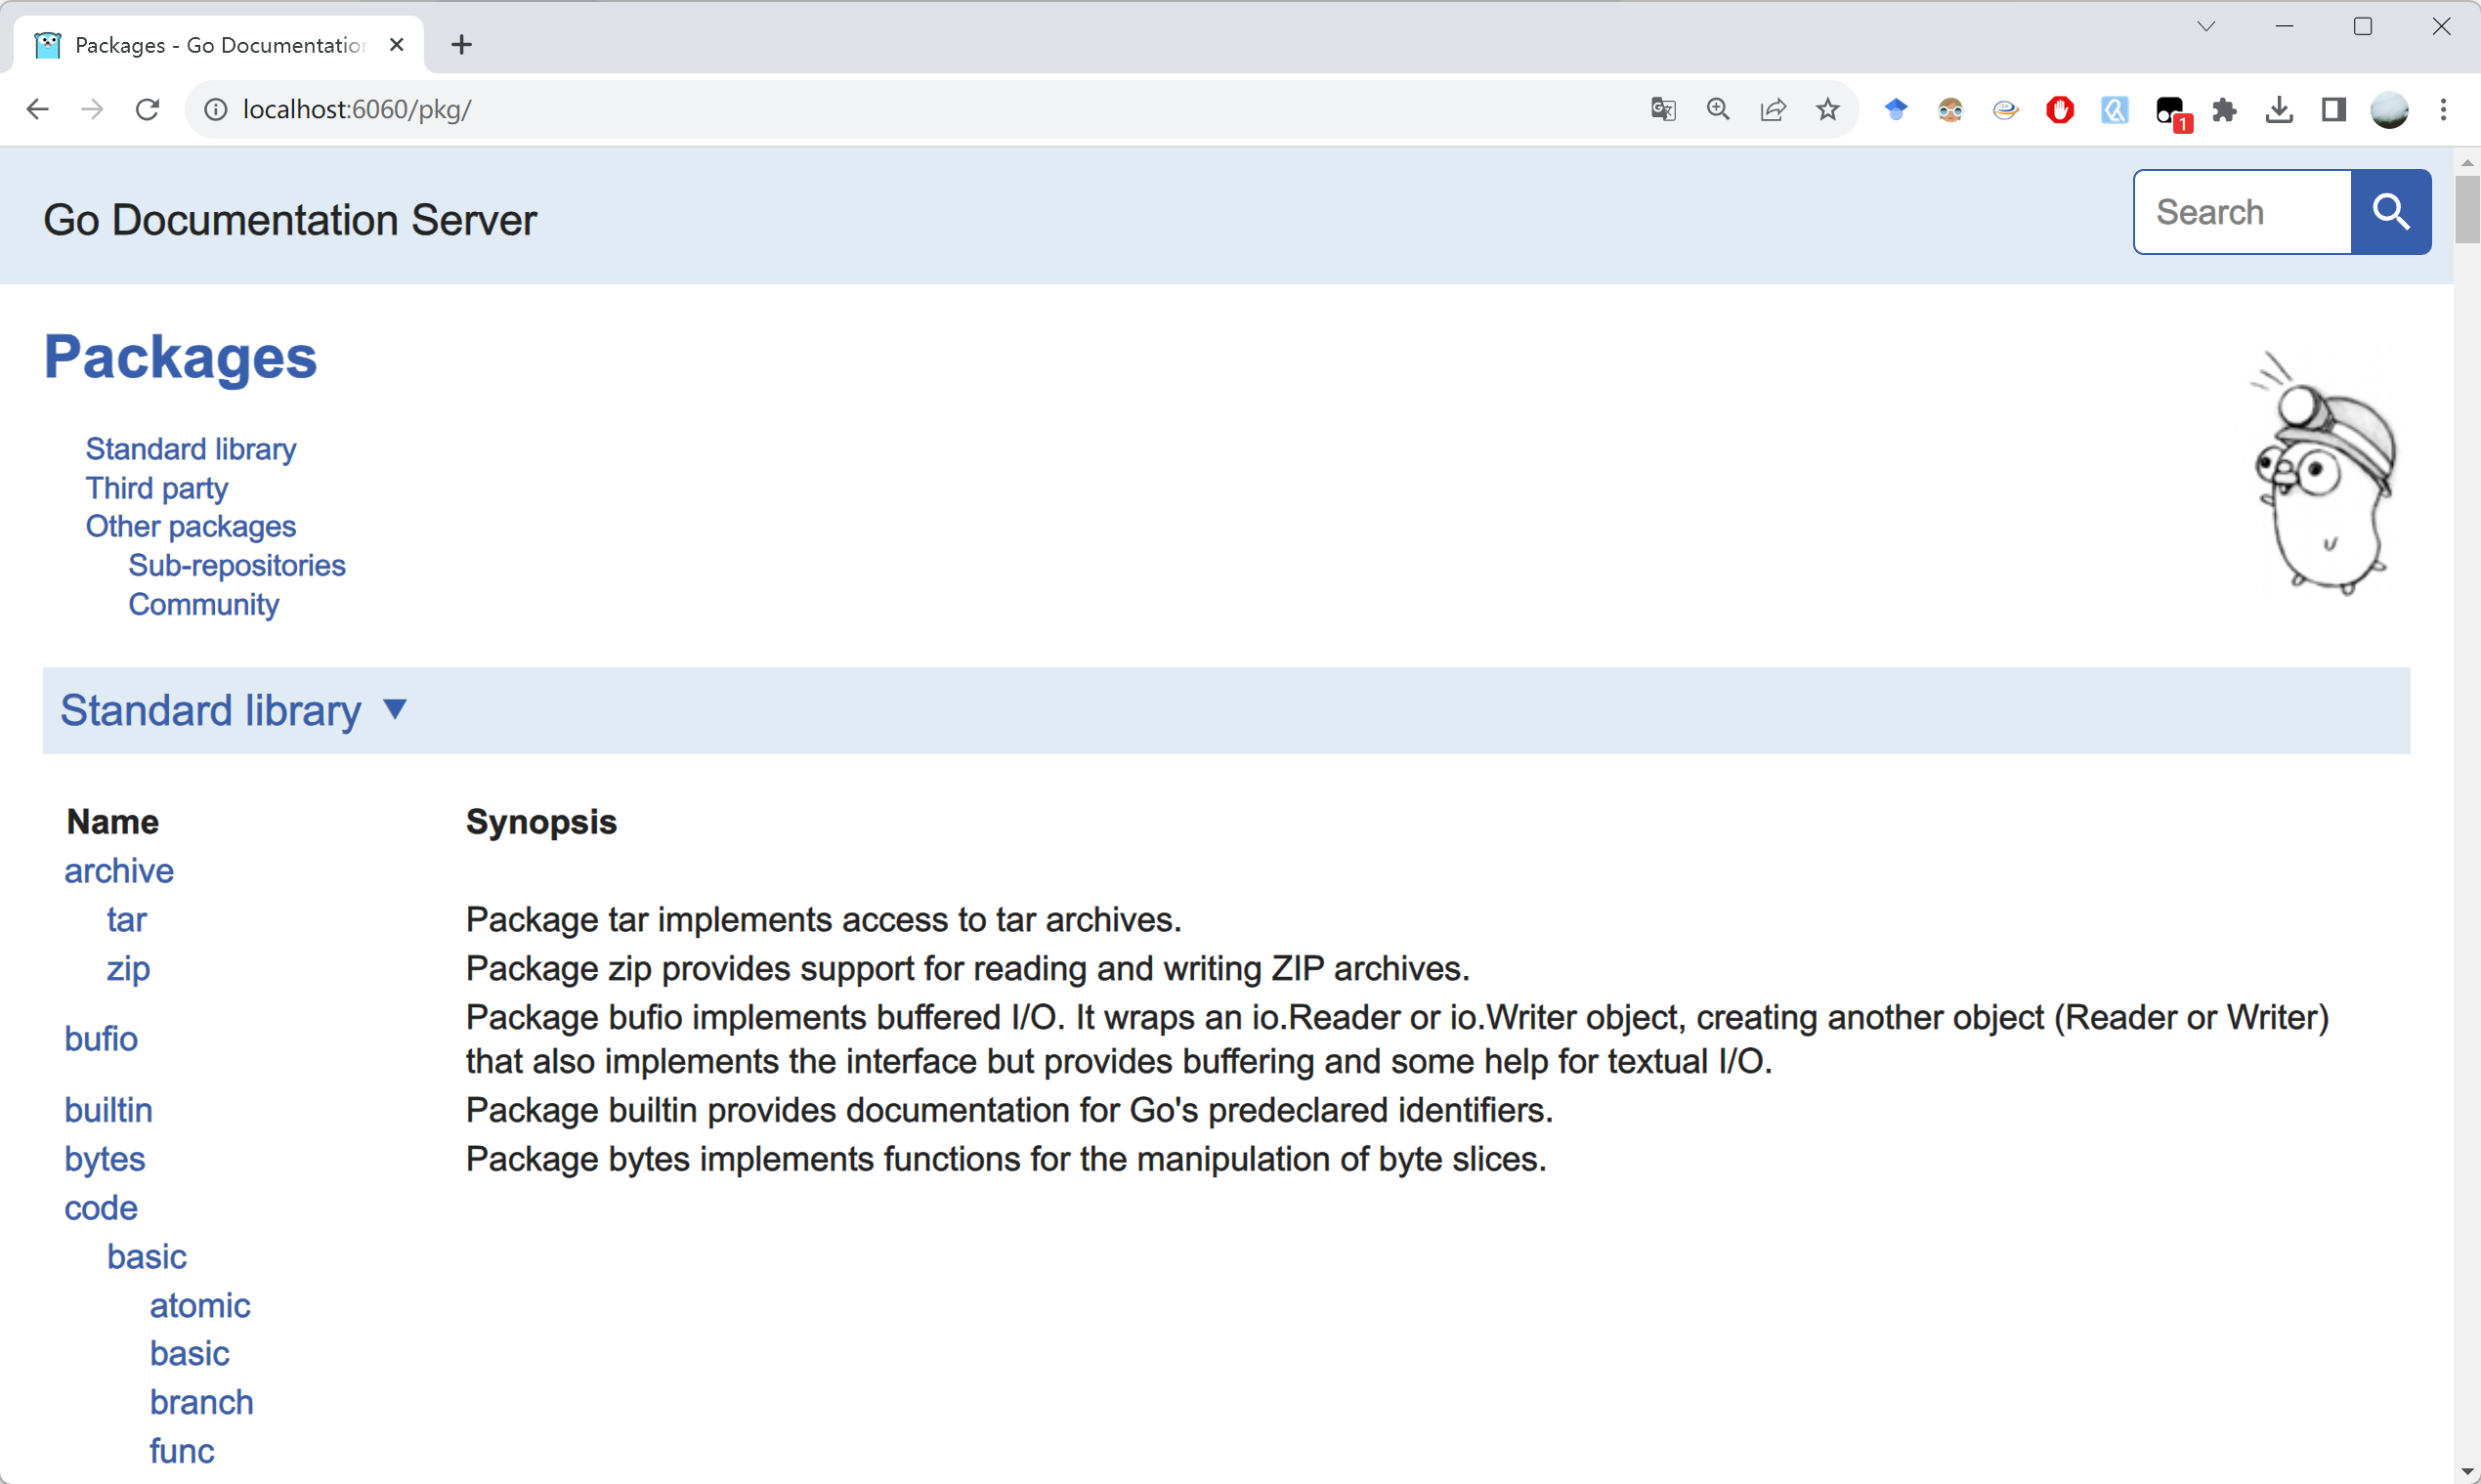 Packages - Go Documentation
localhost:6060/pkg/
1
Go Documentation Server
Search
Packages
Standard library
Third party
Other packages
Sub-repositories
Community
Standard library ▼
Name Synopsis
archive
tar Package tar implements access to tar archives.
zip Package zip provides support for reading and writing ZIP archives.
bufio Package bufio implements buffered I/O. It wraps an io.Reader or io.Writer object, creating another object (Reader or Writer)
that also implements the interface but provides buffering and some help for textual I/O.
builtin Package builtin provides documentation for Go's predeclared identifiers.
bytes Package bytes implements functions for the manipulation of byte slices.
code
basic
atomic
basic
branch
func